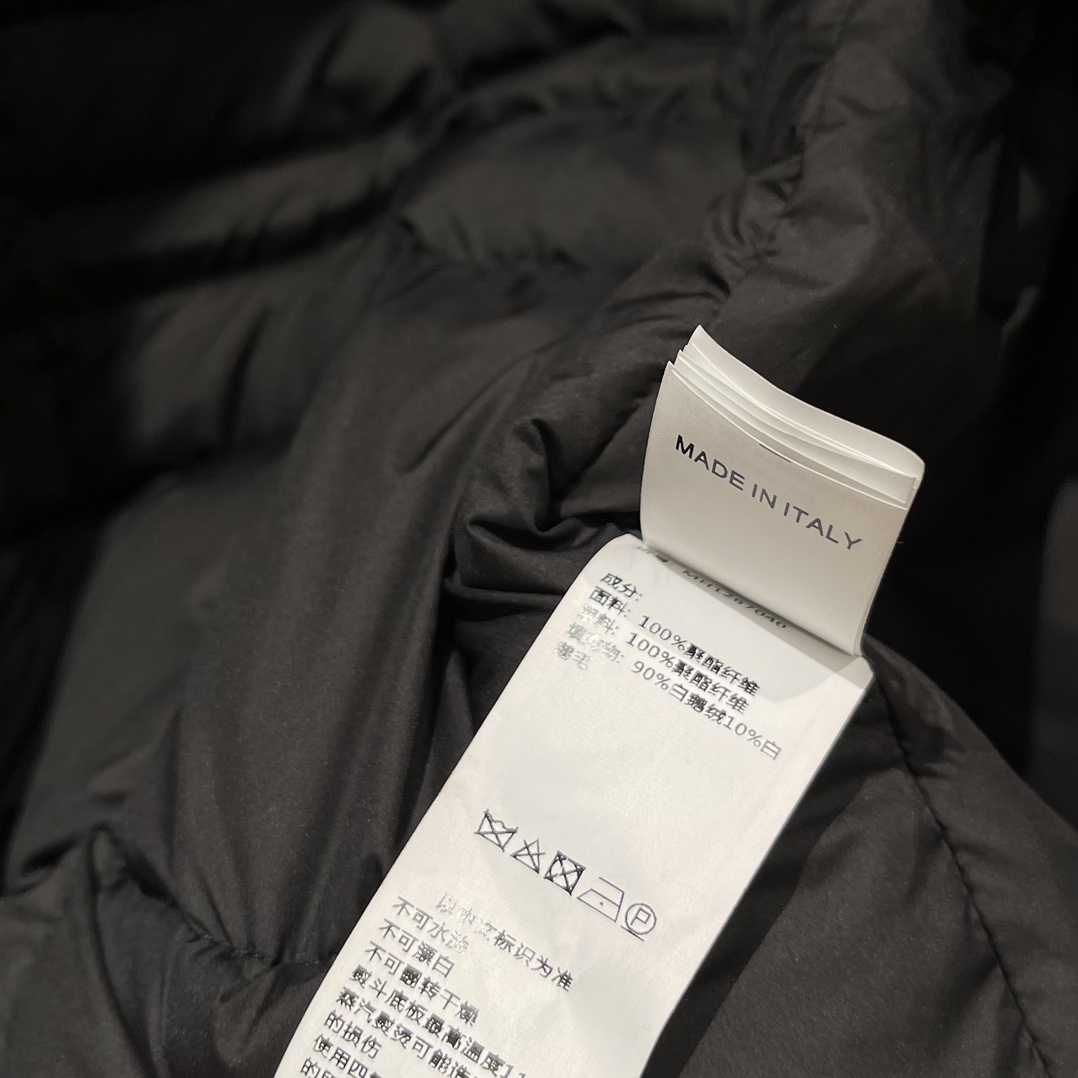 MADE IN ITALY
成分:
面料: 100%聚酯纤维
里料: 100%聚酯纤维
填充物: 90%白鹅绒10%白
鹅毛
P
以中文标识为准
不可水洗
不可漂白
不可翻转干燥
熨斗底板最高温度11
蒸汽熨烫可能造
的损伤
使用四